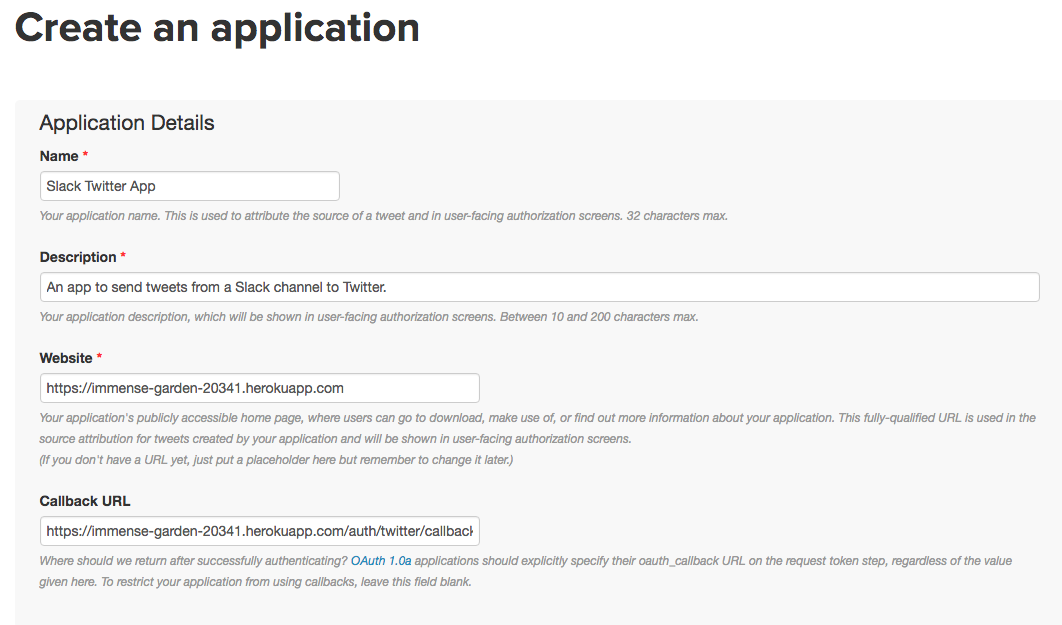 Create an application
Application Details
Name *
Slack Twitter App
Your application name. This is used to attribute the source of a tweet and in user-facing authorization screens. 32 characters max.
Description *
An app to send tweets from a Slack channel to Twitter.
Your application description, which will be shown in user-facing authorization screens. Between 10 and 200 characters max.
Website *
https://immense-garden-20341.herokuapp.com
Your application's publicly accessible home page, where users can go to download, make use of, or find out more information about your application. This fully-qualified URL is used in the
source attribution for tweets created by your application and will be shown in user-facing authorization screens.
(If you don't have a URL yet, just put a placeholder here but remember to change it later.)
Callback URL
https://immense-garden-20341.herokuapp.com/auth/twitter/callback
Where should we return after successfully authenticating? OAuth 1.0a applications should explicitly specify their oauth_callback URL on the request token step, regardless of the value
given here. To restrict your application from using callbacks, leave this field blank.